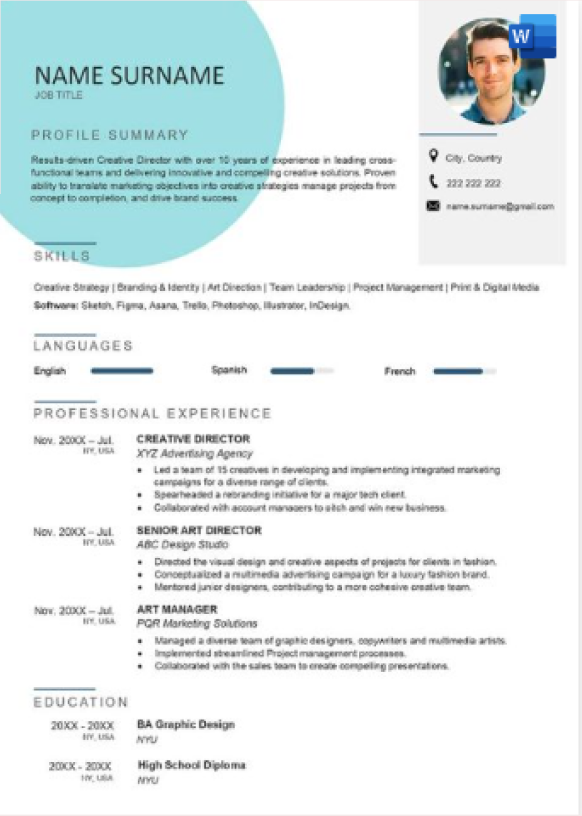 W
NAME SURNAME
JOB TITLE
PROFILE SUMMARY
Results-driven Creative Director with over 10 years of experience in leading cross-
functional teams and delivering innovative and compelling creative solutions. Proven
ability to translate marketing objectives into creative strategies manage projects from
concept to completion, and drive brand success.
City, Country
222 222 222
name.surname@gmail.com
SKILLS
Creative Strategy | Branding & Identity | Art Direction | Team Leadership | Project Management | Print & Digital Media
Software: Sketch, Figma, Asana, Trello, Photoshop, Illustrator, InDesign.
LANGUAGES
English Spanish French
PROFESSIONAL EXPERIENCE
Nov. 20XX – Jul. CREATIVE DIRECTOR
NY, USA XYZ Advertising Agency
• Led a team of 15 creatives in developing and implementing integrated marketing
campaigns for a diverse range of clients.
• Spearheaded a rebranding initiative for a major tech client.
• Collaborated with account managers to pitch and win new business.
Nov. 20XX – Jul. SENIOR ART DIRECTOR
NY, USA ABC Design Studio
• Directed the visual design and creative aspects of projects for clients in fashion.
• Conceptualized a multimedia advertising campaign for a luxury fashion brand.
• Mentored junior designers, contributing to a more cohesive creative team.
Nov. 20XX – Jul. ART MANAGER
NY, USA PQR Marketing Solutions
• Managed a diverse team of graphic designers, copywriters and multimedia artists.
• Implemented streamlined Project management processes.
• Collaborated with the sales team to create compelling presentations.
EDUCATION
20XX - 20XX BA Graphic Design
NY, USA NYU
20XX - 20XX High School Diploma
NY, USA NYU